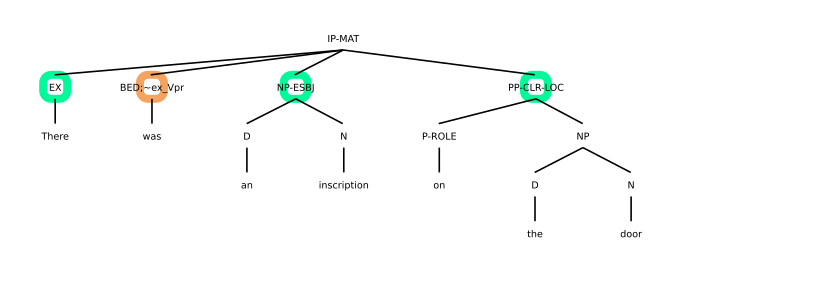 IP-MAT
EX BED;~ex_Vpr NP-ESBJ PP-CLR-LOC
There was D N P-ROLE NP
an inscription on D N
the door